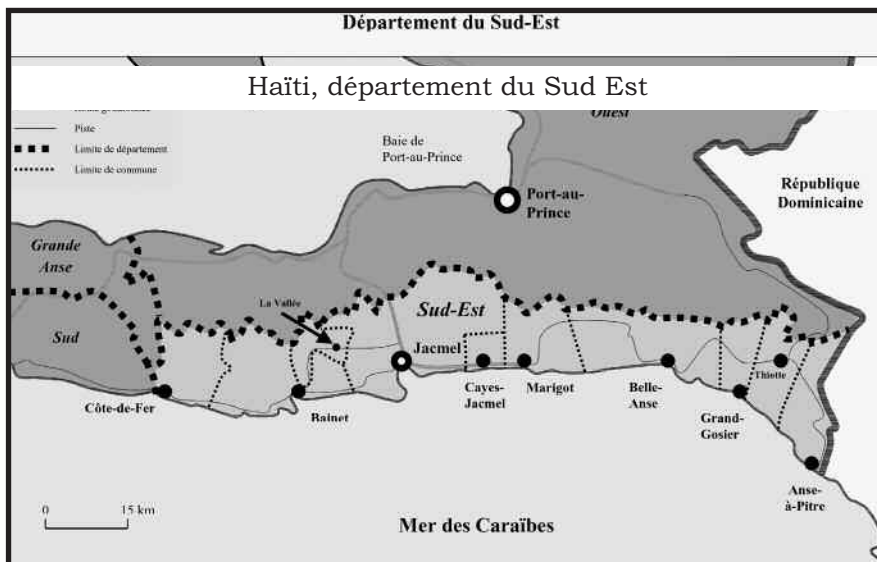 Département du Sud-Est
Haïti, département du Sud Est
Piste
Limite de département
Limite de commune
Baie de
Port-au-Prince
Ouest
Port-au-
Prince
République
Dominicaine
Grande
Anse
Sud
La Vallée
Sud-Est
Jacmel
Côte-de-Fer
Bainet
Cayes-
Jacmel
Marigot
Belle-
Anse
Thiotte
Grand-
Gosier
Anse-
à-Pitre
0 15 km
Mer des Caraïbes